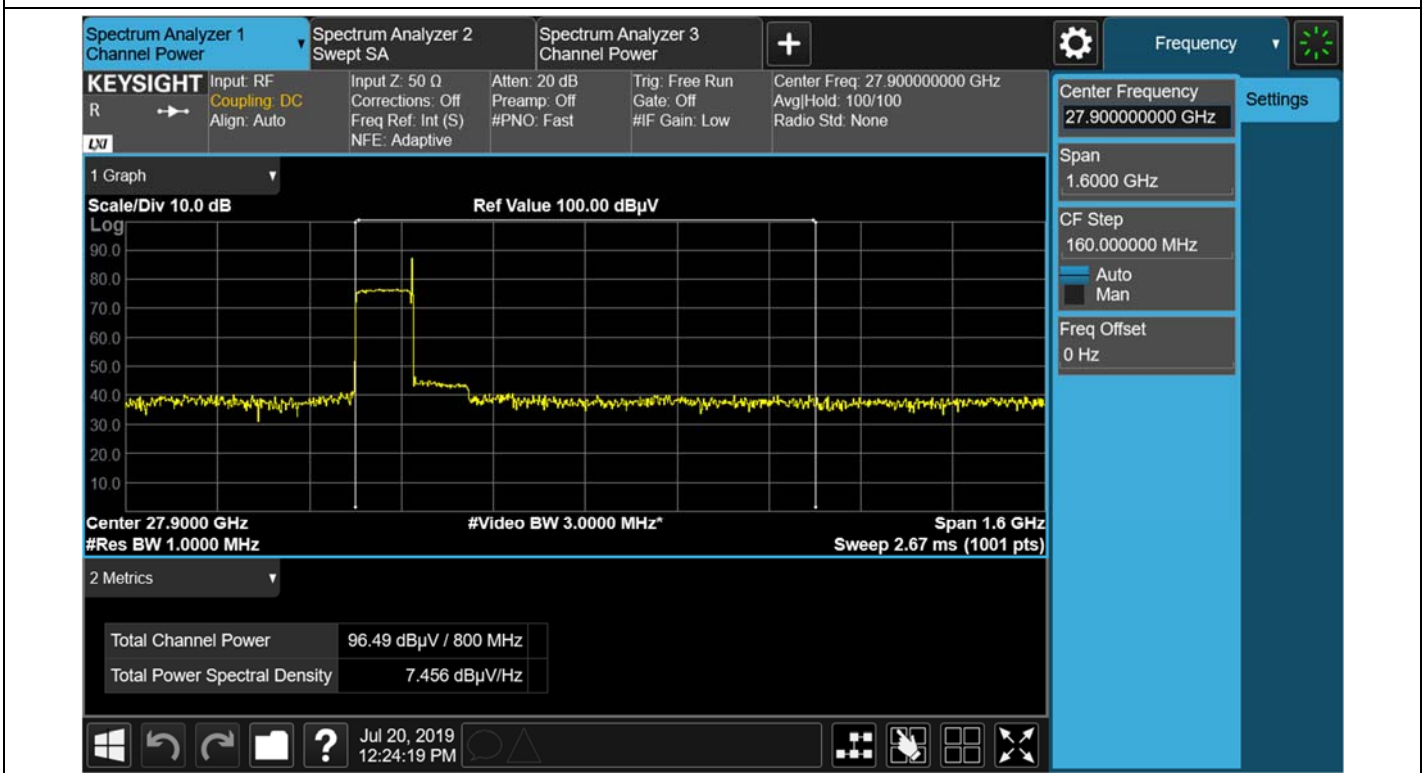 Spectrum Analyzer 1
Channel Power
Spectrum Analyzer 2
Swept SA
Spectrum Analyzer 3
Channel Power
+
Frequency
KEYSIGHT
R
LXI
Input: RF
Coupling: DC
Align: Auto
Input Z: 50 Ω
Corrections: Off
Freq Ref: Int (S)
NFE: Adaptive
Atten: 20 dB
Preamp: Off
#PNO: Fast
Trig: Free Run
Gate: Off
#IF Gain: Low
Center Freq: 27.900000000 GHz
Avg|Hold: 100/100
Radio Std: None
Center Frequency
27.900000000 GHz
Settings
Span
1.6000 GHz
CF Step
160.000000 MHz
Auto
Man
Freq Offset
0 Hz
1 Graph
Scale/Div 10.0 dB
Ref Value 100.00 dBµV
Log
90.0
80.0
70.0
60.0
50.0
40.0
30.0
20.0
10.0
Center 27.9000 GHz
#Video BW 3.0000 MHz*
Span 1.6 GHz
#Res BW 1.0000 MHz
Sweep 2.67 ms (1001 pts)
2 Metrics
Total Channel Power 96.49 dBµV / 800 MHz
Total Power Spectral Density 7.456 dBµV/Hz
?
Jul 20, 2019
12:24:19 PM